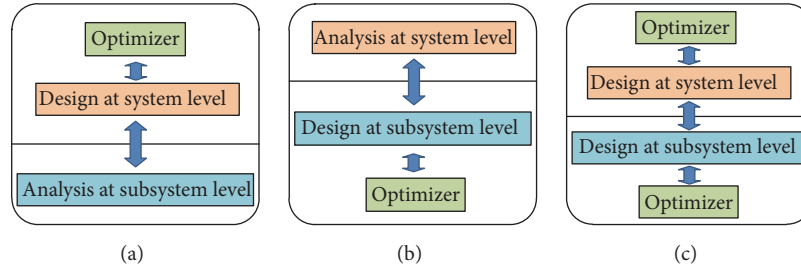 Optimizer
Design at system level
Analysis at subsystem level
(a)
Analysis at system level
Design at subsystem level
Optimizer
(b)
Optimizer
Design at system level
Design at subsystem level
Optimizer
(c)